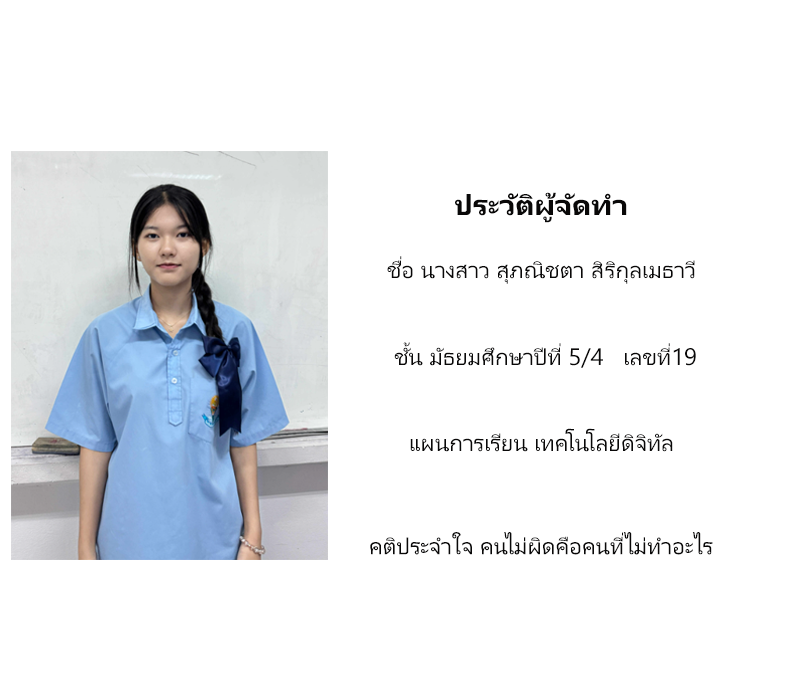 ประวัติผู้จัดทำ
ชื่อ นางสาว สุภณิชตา สิริกุลเมธาวี
ชั้น มัธยมศึกษาปีที่ 5/4   เลขที่19
แผนการเรียน เทคโนโลยีดิจิทัล
คติประจำใจ คนไม่ผิดคือคนที่ไม่ทำอะไร